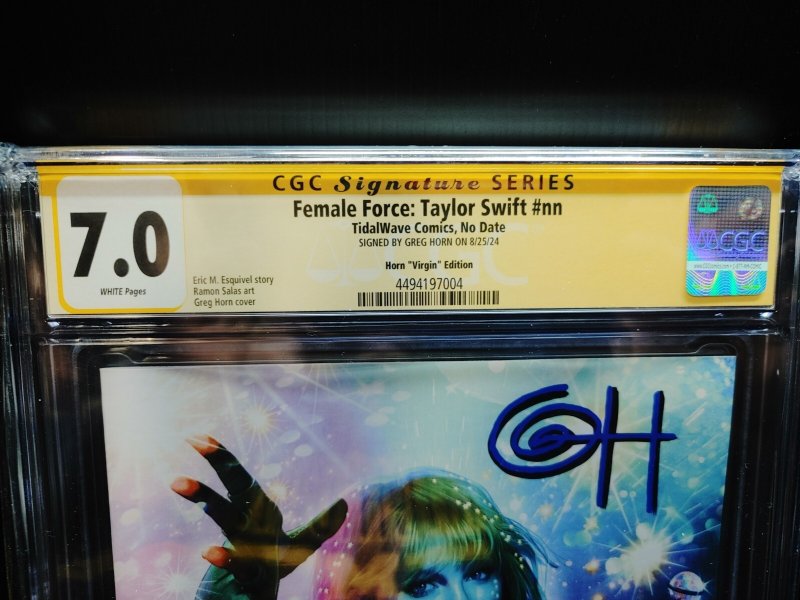 CGC Signature SERIES
Female Force: Taylor Swift #nn
TidalWave Comics, No Date
SIGNED BY GREG HORN ON 8/25/24
Horn "Virgin" Edition
4494197004
7.0
WHITE Pages
Eric M. Esquivel story
Ramon Salas art
Greg Horn cover
CGC
GH